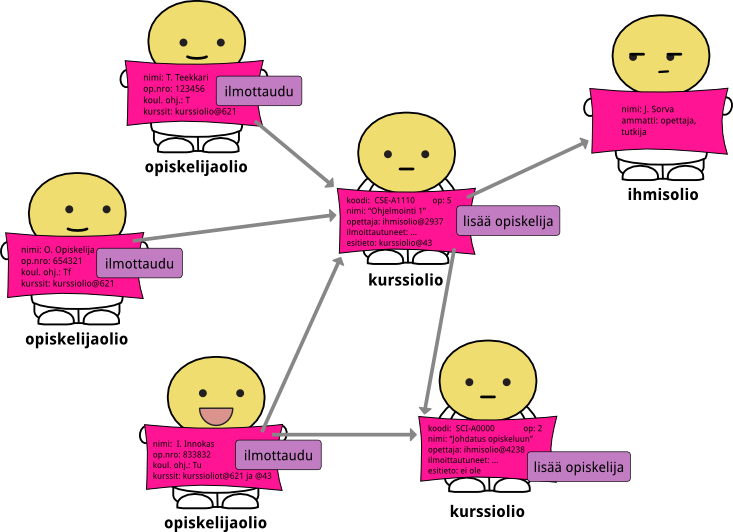 nimi: T. Teekkari
op.nro: 123456
koul. ohj.: T
kurssit: kurssiolio@621
ilmottaudu
opiskelijaolio
nimi: J. Sorva
ammatti: opettaja,
tutkija
ihmisolio
koodi: CSE-A1110 op: 5
nimi: “Ohjelmointi 1”
opettaja: ihmisolio@2937
ilmoittautuneet: ...
esitieto: kurssiolio@43
lisää opiskelija
kurssiolio
nimi: O. Opiskelija
op.nro: 654321
koul. ohj.: Tf
kurssit: kurssiolio@621
ilmottaudu
opiskelijaolio
nimi: I. Innokas
op.nro: 833832
koul. ohj.: Tu
kurssit: kurssioliot@621 ja @43
ilmottaudu
opiskelijaolio
koodi: SCI-A0000 op: 2
nimi: “Johdatus opiskeluun”
opettaja: ihmisolio@4238
ilmoittautuneet: ...
esitieto: ei ole
lisää opiskelija
kurssiolio